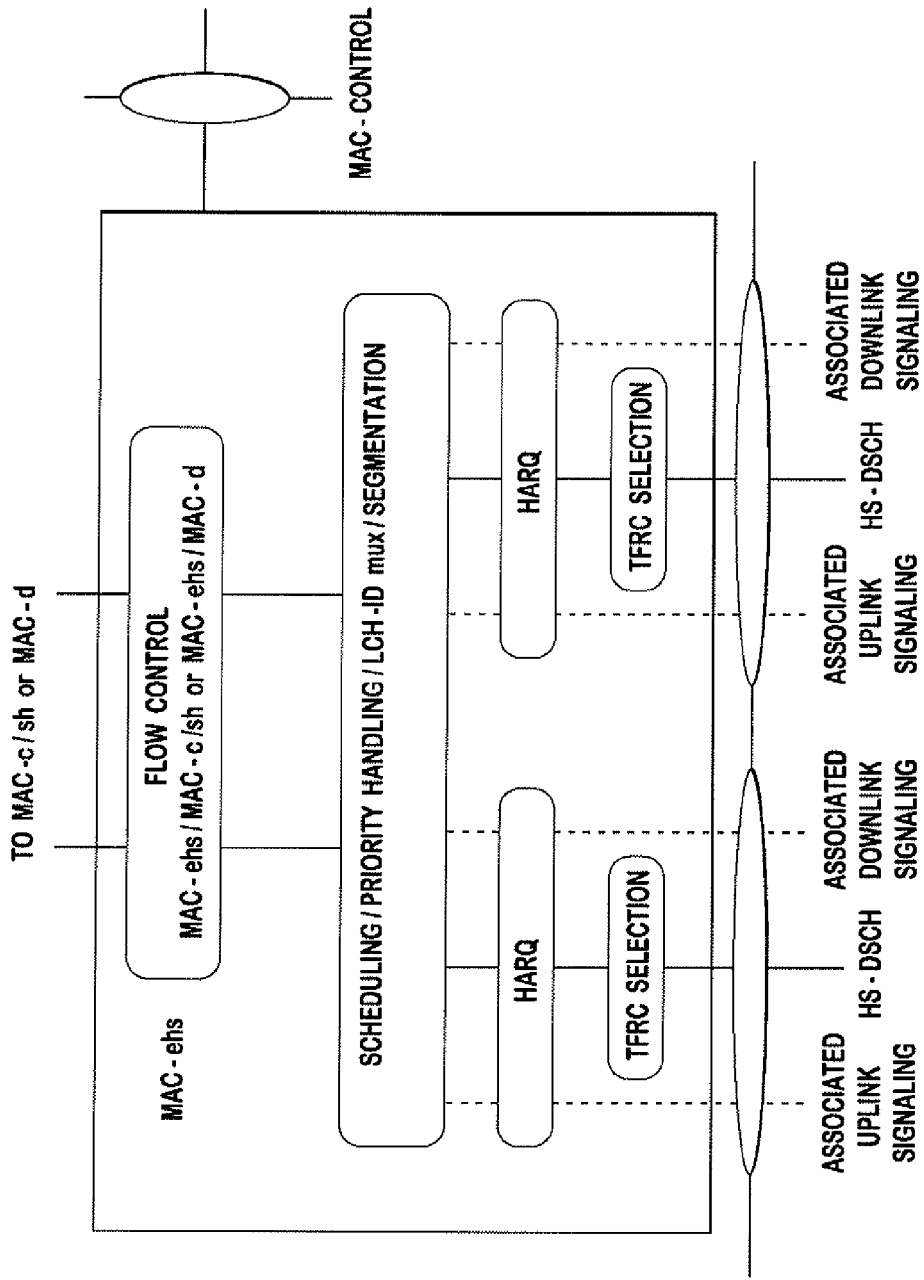 TO MAC-c/sh or MAC-d
MAC-ehs
FLOW CONTROL
MAC-ehs/MAC-c/sh or MAC-ehs/MAC-d
MAC-CONTROL
SCHEDULING/PRIORITY HANDLING/LCH-ID mux/SEGMENTATION
HARQ
HARQ
TFRC SELECTION
TFRC SELECTION
ASSOCIATED
UPLINK
SIGNALING
HS-DSCH
ASSOCIATED
DOWNLINK
SIGNALING
ASSOCIATED
UPLINK
SIGNALING
HS-DSCH
ASSOCIATED
DOWNLINK
SIGNALING